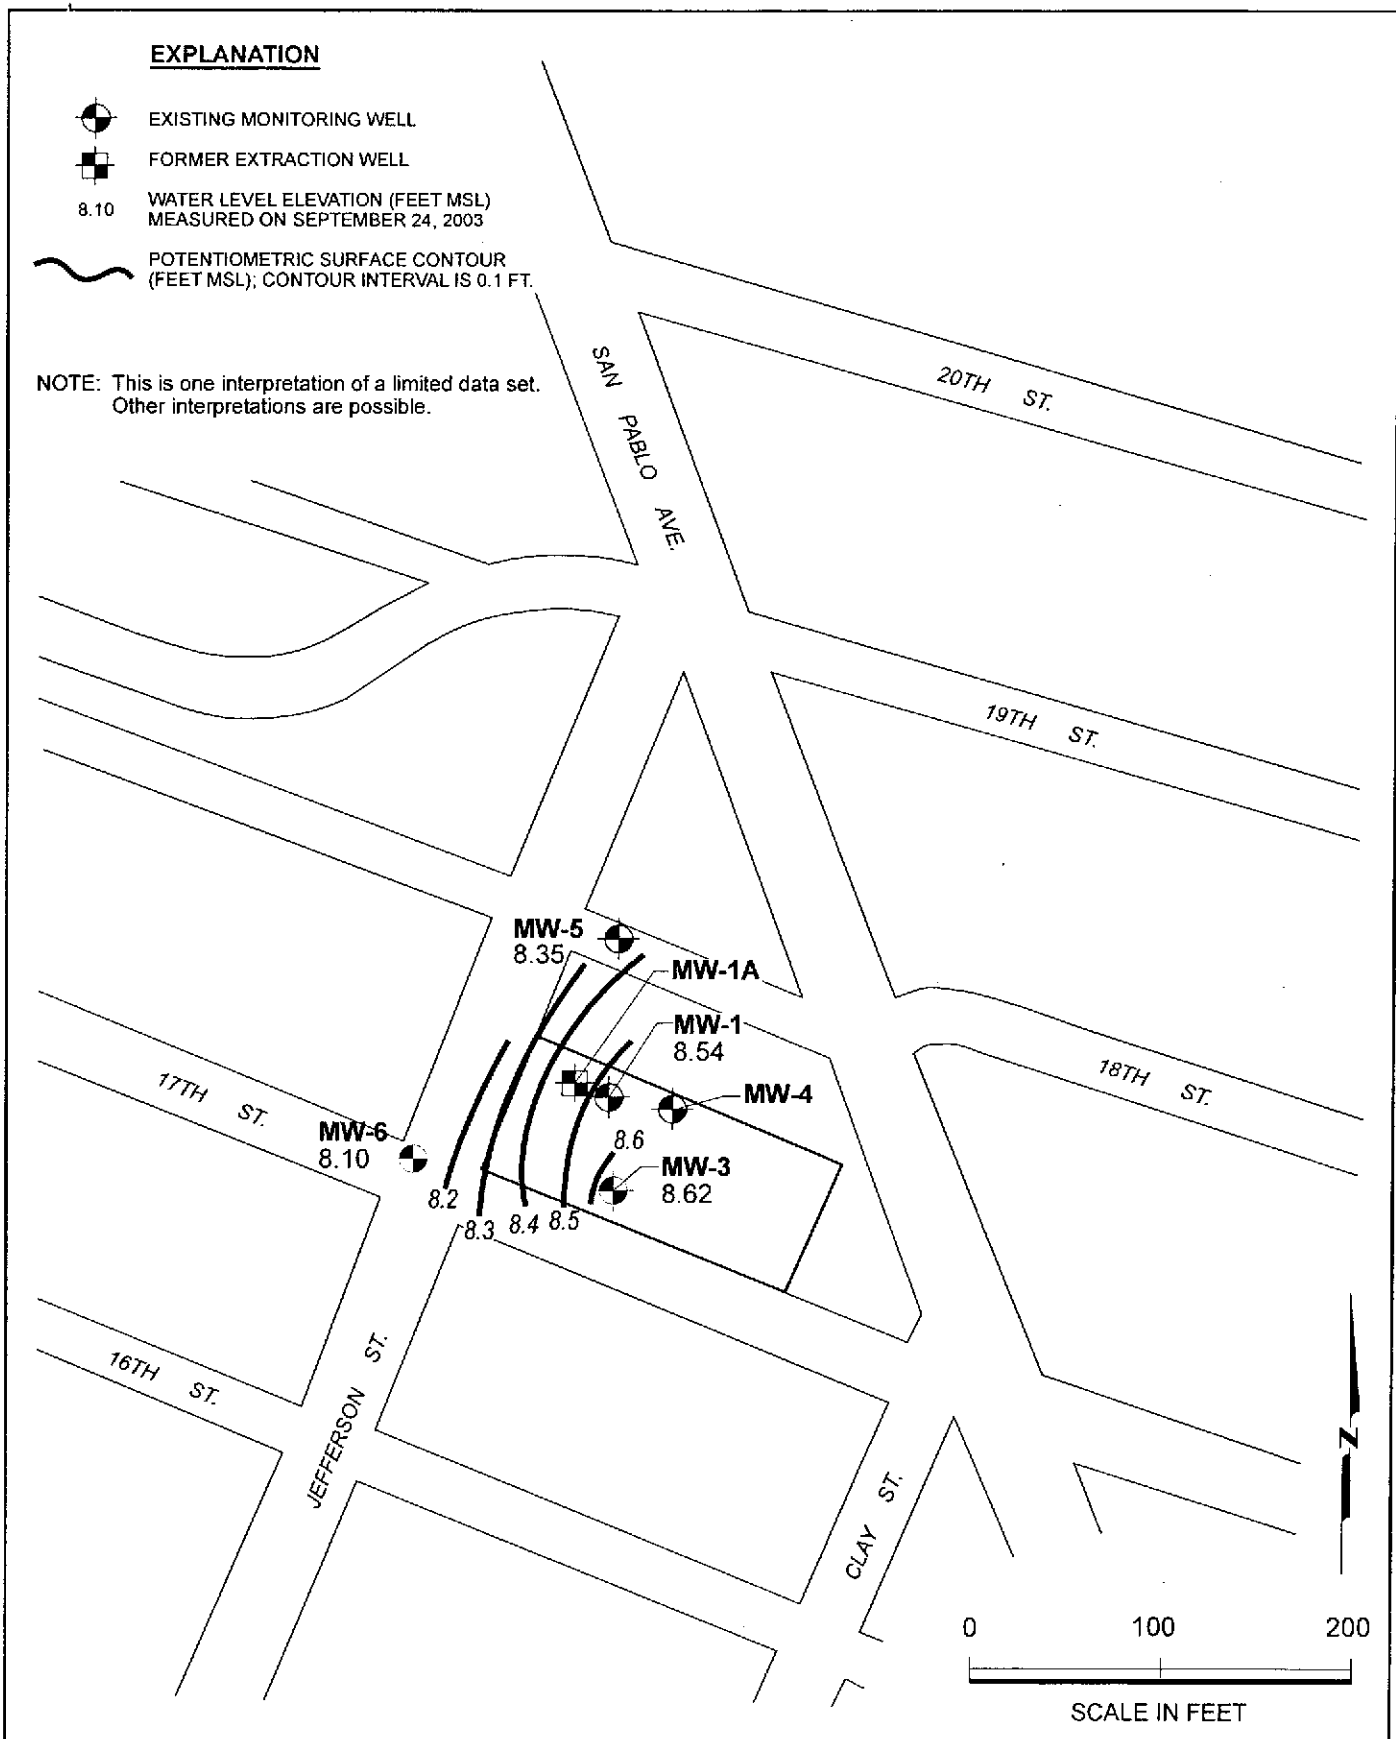 EXPLANATION
EXISTING MONITORING WELL
FORMER EXTRACTION WELL
8.10
WATER LEVEL ELEVATION (FEET MSL)
MEASURED ON SEPTEMBER 24, 2003
POTENTIOMETRIC SURFACE CONTOUR
(FEET MSL); CONTOUR INTERVAL IS 0.1 FT.
NOTE: This is one interpretation of a limited data set.
Other interpretations are possible.
SAN PABLO AVE.
20TH ST.
19TH ST.
MW-5
8.35
MW-1A
MW-1
8.54
18TH ST.
17TH ST.
MW-4
MW-6
8.10
8.6
MW-3
8.62
8.2
8.3
8.4
8.5
16TH ST.
JEFFERSON ST.
CLAY ST.
N
0 100 200
SCALE IN FEET